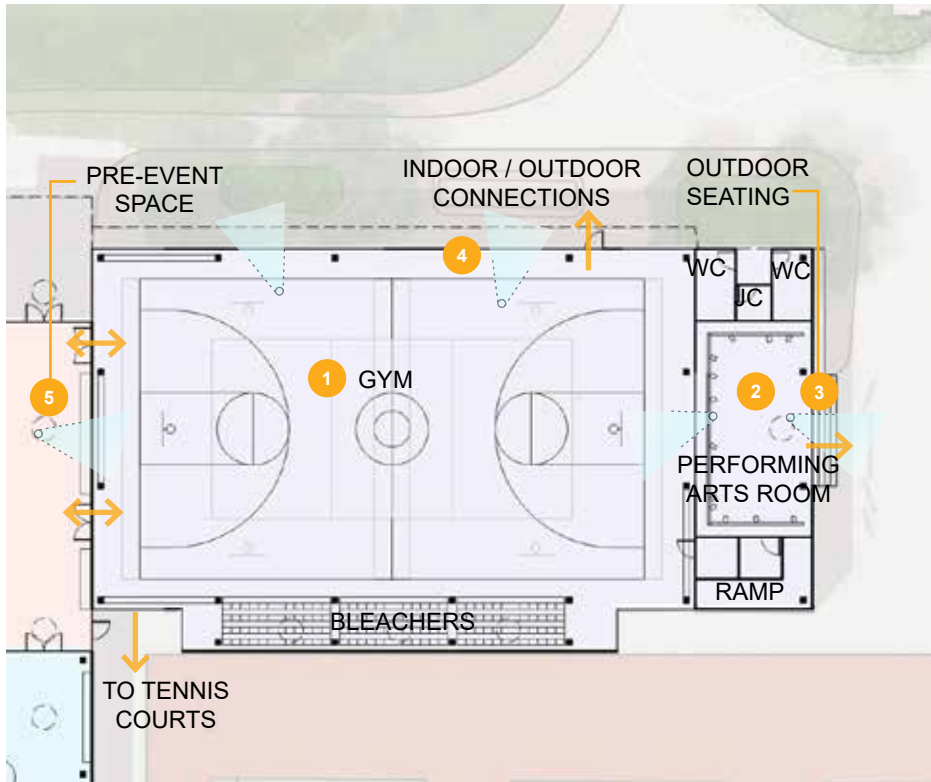 PRE-EVENT
SPACE
INDOOR / OUTDOOR
CONNECTIONS
OUTDOOR
SEATING
4
WC
WC
JC
1
GYM
5
2
3
PERFORMING
ARTS ROOM
RAMP
BLEACHERS
TO TENNIS
COURTS